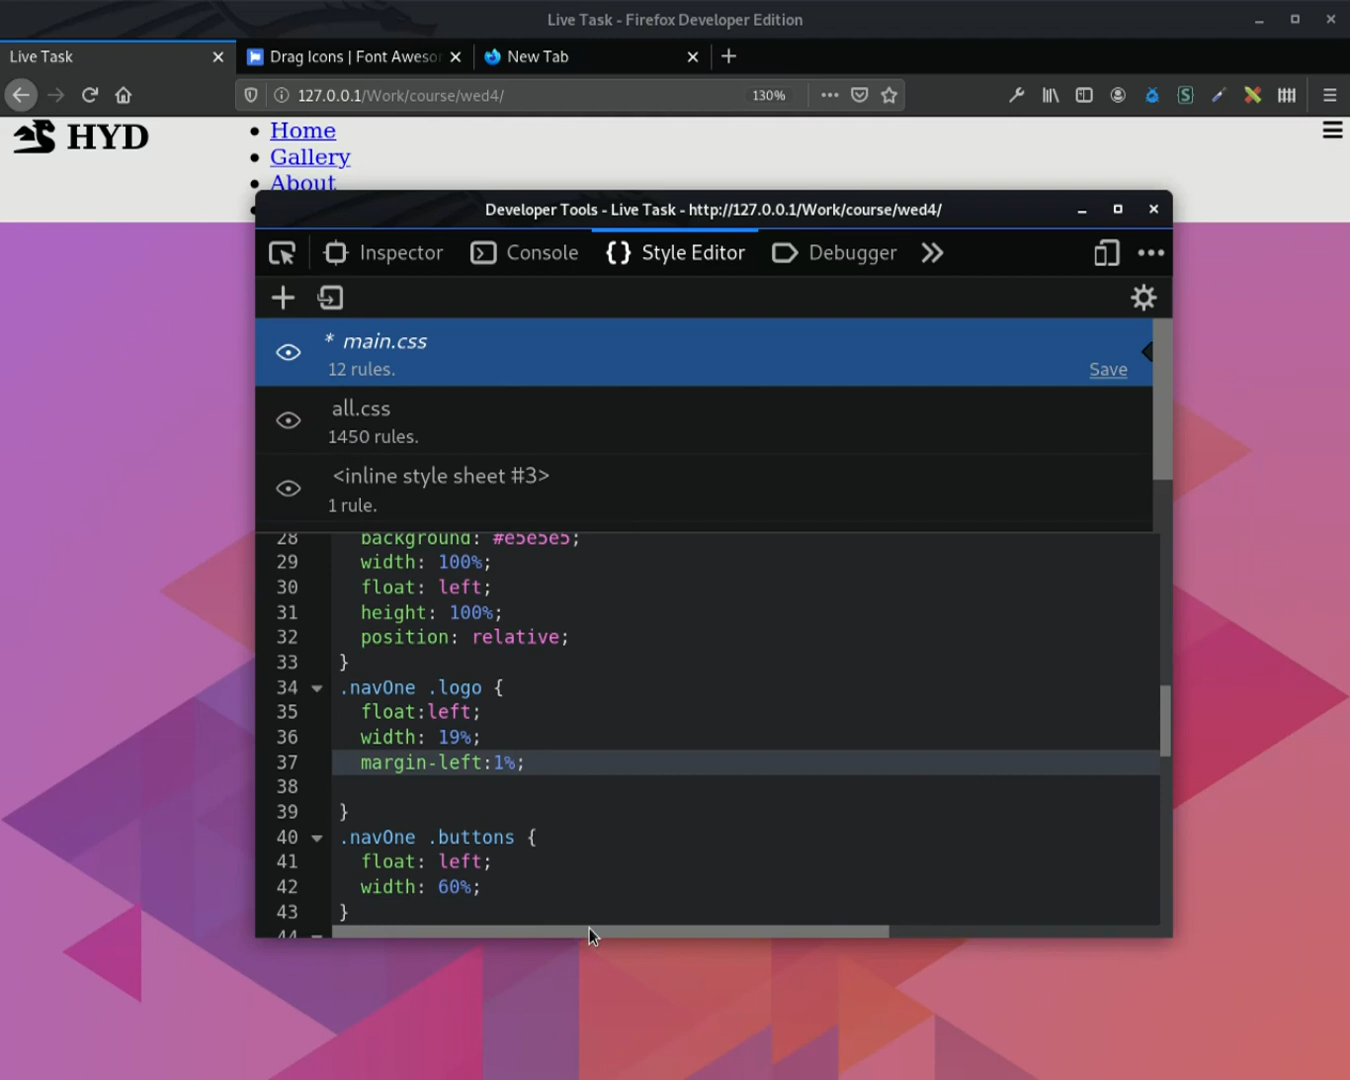 Live Task - Firefox Developer Edition
Live Task
Drag Icons | Font Aweso
New Tab
127.0.0.1/Work/course/wed4/
130%
HYD
Home
Gallery
About
Developer Tools - Live Task - http://127.0.0.1/Work/course/wed4/
Inspector
Console
{} Style Editor
Debugger
* main.css
12 rules.
Save
all.css
1450 rules.
<inline style sheet #3>
1 rule.
28 background: #e5e5e5;
29 width: 100%;
30 float: left;
31 height: 100%;
32 position: relative;
33 }
34 .navOne .logo {
35 float:left;
36 width: 19%;
37 margin-left:1%;
38
39 }
40 .navOne .buttons {
41 float: left;
42 width: 60%;
43 }
44